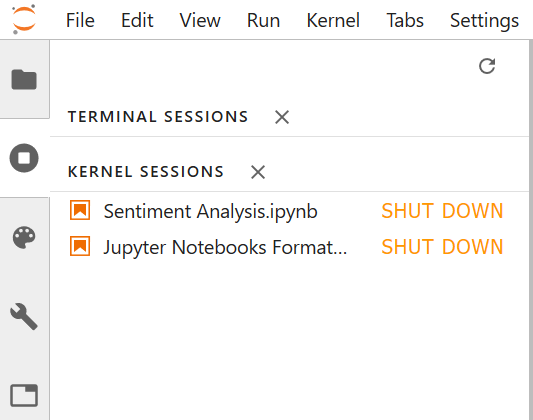 File Edit View Run Kernel Tabs Settings
TERMINAL SESSIONS
KERNEL SESSIONS
Sentiment Analysis.ipynb SHUT DOWN
Jupyter Notebooks Format... SHUT DOWN